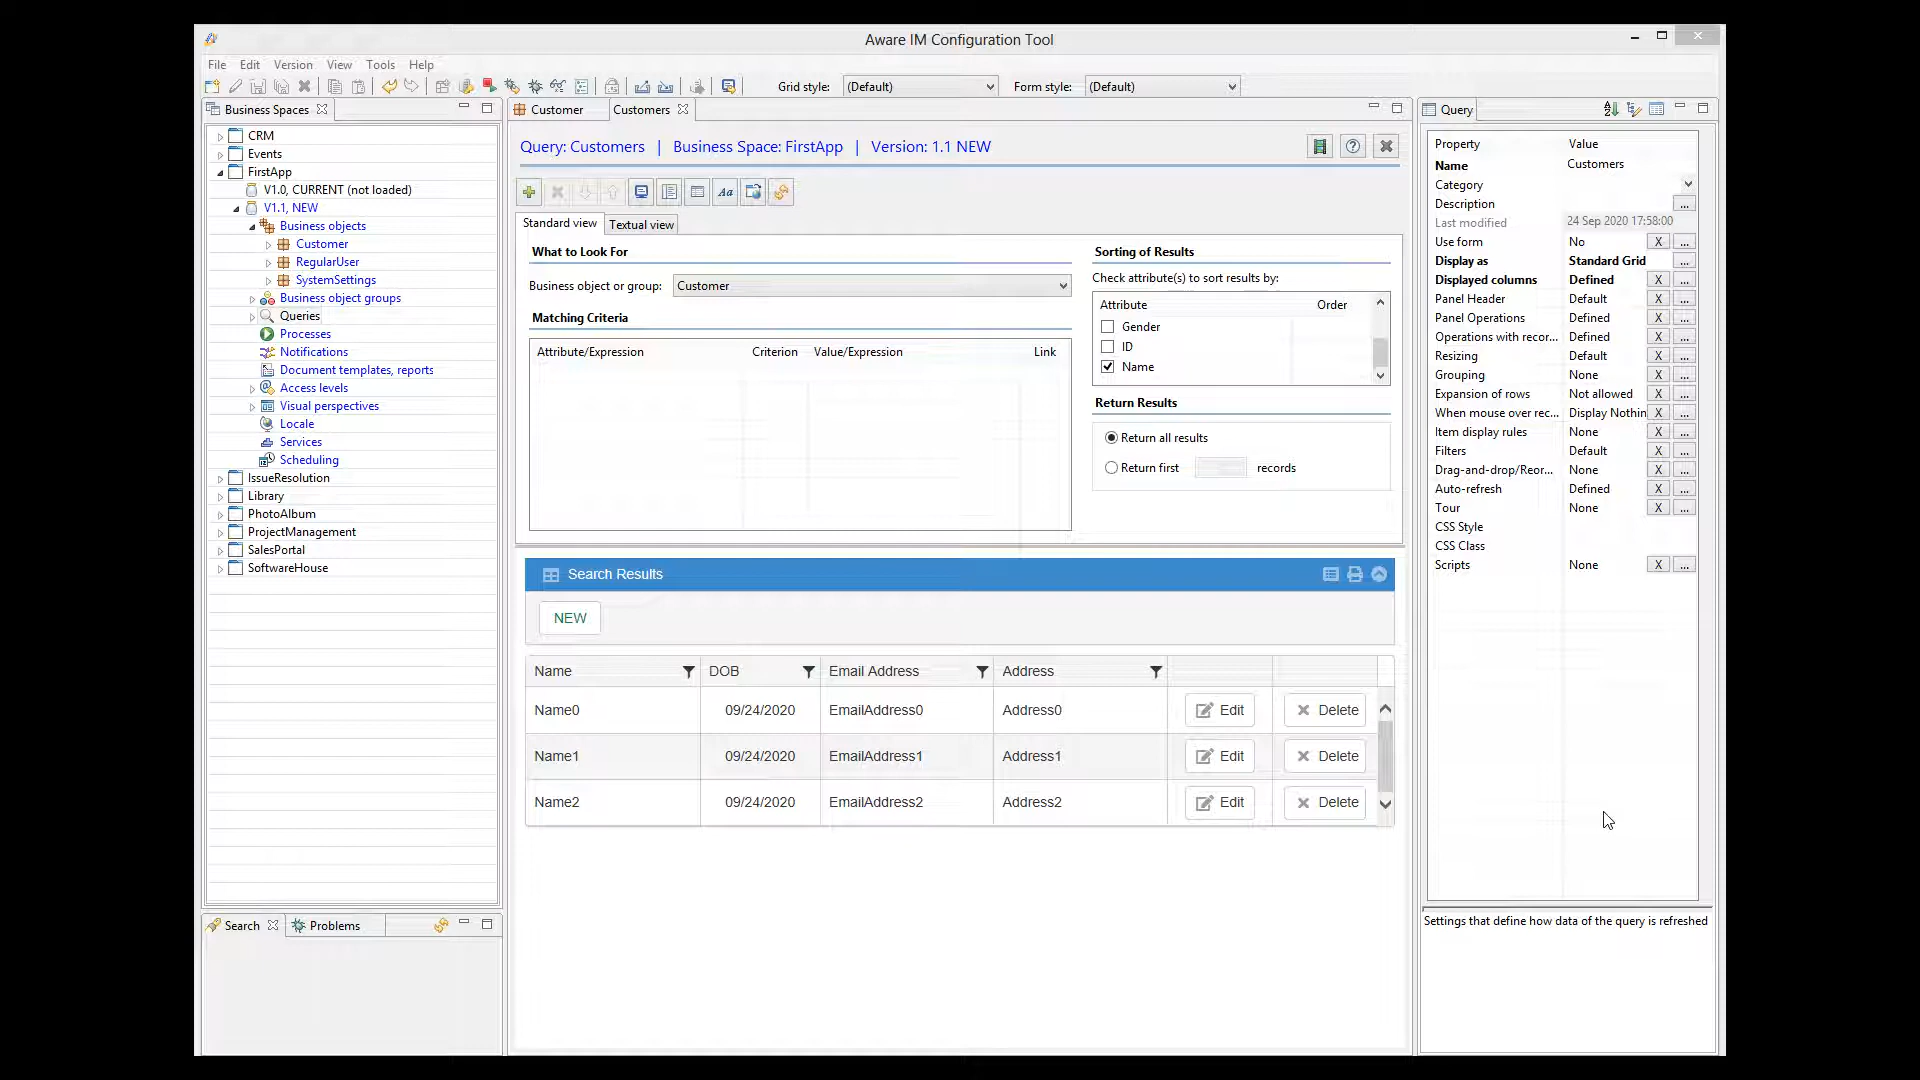 Aware IM Configuration Tool
File Edit Version View Tools Help
Grid style: (Default) Form style: (Default)
Business Spaces
CRM
Events
FirstApp
V1.0, CURRENT (not loaded)
V1.1, NEW
Business objects
Customer
RegularUser
SystemSettings
Business object groups
Queries
Processes
Notifications
Document templates, reports
Access levels
Visual perspectives
Locale
Services
Scheduling
IssueResolution
Library
PhotoAlbum
ProjectManagement
SalesPortal
SoftwareHouse
Search Problems
Customer Customers
Query: Customers | Business Space: FirstApp | Version: 1.1 NEW
Aa
Standard view Textual view
What to Look For
Business object or group: Customer
Matching Criteria
Attribute/Expression Criterion Value/Expression Link
Sorting of Results
Check attribute(s) to sort results by:
Attribute Order
Gender
ID
Name
Return Results
Return all results
Return first records
Search Results
NEW
Name DOB Email Address Address
Name0 09/24/2020 EmailAddress0 Address0 Edit Delete
Name1 09/24/2020 EmailAddress1 Address1 Edit Delete
Name2 09/24/2020 EmailAddress2 Address2 Edit Delete
Query
Property Value
Name Customers
Category
Description ...
Last modified 24 Sep 2020 17:58:00
Use form No X ...
Display as Standard Grid ...
Displayed columns Defined X ...
Panel Header Default X ...
Panel Operations Defined X ...
Operations with recor... Defined X ...
Resizing Default X ...
Grouping None X ...
Expansion of rows Not allowed X ...
When mouse over rec... Display Nothin X ...
Item display rules None X ...
Filters Default X ...
Drag-and-drop/Reor... None X ...
Auto-refresh Defined X ...
Tour None X ...
CSS Style
CSS Class
Scripts None X ...
Settings that define how data of the query is refreshed